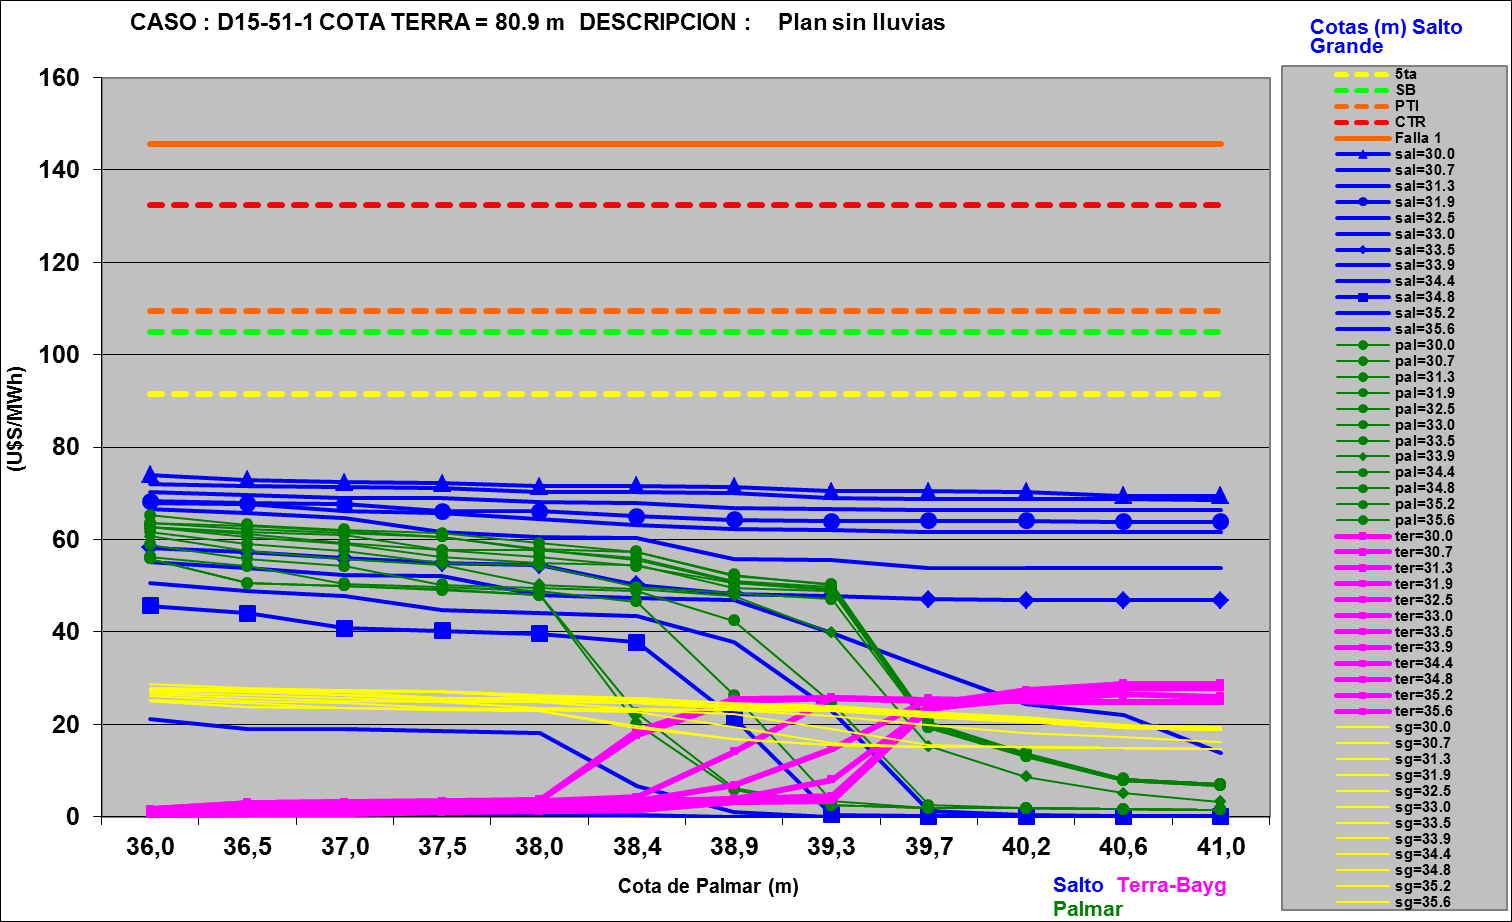 CASO : D15-51-1 COTA TERRA = 80.9 m DESCRIPCION : Plan sin lluvias
Cotas (m) Salto
Grande
5ta
SB
PTI
CTR
Falla 1
sal=30.0
sal=30.7
sal=31.3
sal=31.9
sal=32.5
sal=33.0
sal=33.5
sal=33.9
sal=34.4
sal=34.8
sal=35.2
sal=35.6
pal=30.0
pal=30.7
pal=31.3
pal=31.9
pal=32.5
pal=33.0
pal=33.5
pal=33.9
pal=34.4
pal=34.8
pal=35.2
pal=35.6
ter=30.0
ter=30.7
ter=31.3
ter=31.9
ter=32.5
ter=33.0
ter=33.5
ter=33.9
ter=34.4
ter=34.8
ter=35.2
ter=35.6
sg=30.0
sg=30.7
sg=31.3
sg=31.9
sg=32.5
sg=33.0
sg=33.5
sg=33.9
sg=34.4
sg=34.8
sg=35.2
sg=35.6
(U$S/MWh)
160
140
120
100
80
60
40
20
0
36,0 36,5 37,0 37,5 38,0 38,4 38,9 39,3 39,7 40,2 40,6 41,0
Cota de Palmar (m)
Salto Terra-Bayg
Palmar